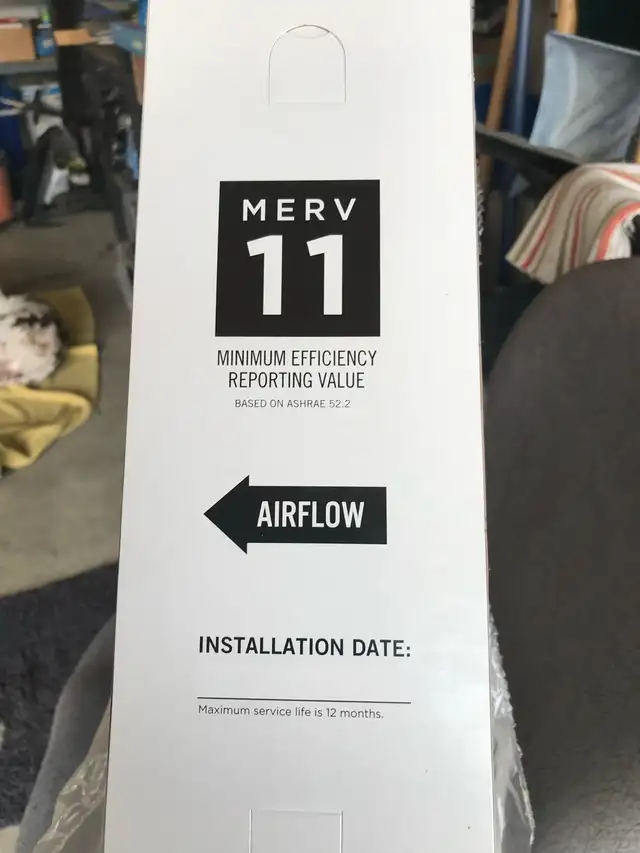 MERV
11
MINIMUM EFFICIENCY
REPORTING VALUE
BASED ON ASHRAE 52.2
AIRFLOW
INSTALLATION DATE:
Maximum service life is 12 months.